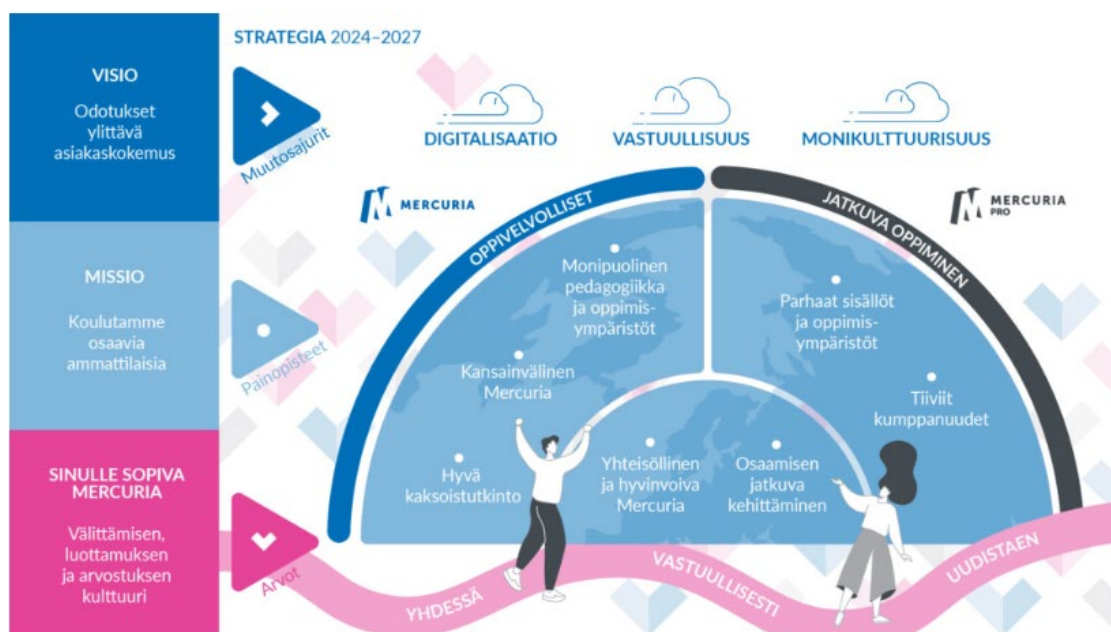 STRATEGIA 2024–2027
VISIO
Odotukset
ylittävä
asiakaskokemus
Muutosajurit
DIGITALISAATIO
VASTUULLISUUS
MONIKULTTUURISUUS
MISSIO
Koulutamme
osaavia
ammattilaisia
Painopisteet
MERCURIA
OPPIVELVOLLISET
JATKUVA OPPIMINEN
MERCURIA
PRO
Monipuolinen
pedagogiikka
ja oppimis-
ympäristöt
Kansainvälinen
Mercuria
Hyvä
kaksoistutkinto
Parhaat sisällöt
ja oppimis-
ympäristöt
Tiiviit
kumppanuudet
Yhteisöllinen
ja hyvinvoiva
Mercuria
Osaamisen
jatkuva
kehittäminen
SINULLE SOPIVA
MERCURIA
Välittämisen,
luottamuksen
ja arvostuksen
kulttuuri
Arvot
YHDESSÄ
VASTUULLISESTI
UUDISTAEN